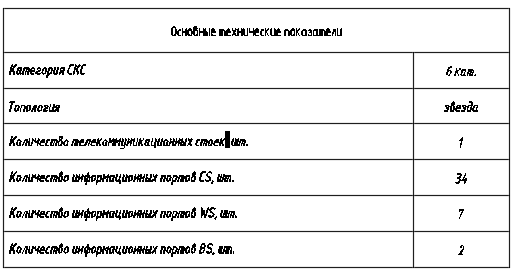 Основные технические показатели
Категория СКС
6 кат.
Топология
звезда
Количество телекоммуникационных стоек, шт.
1
Количество информационных портов CS, шт.
34
Количество информационных портов WS, шт.
7
Количество информационных портов BS, шт.
2